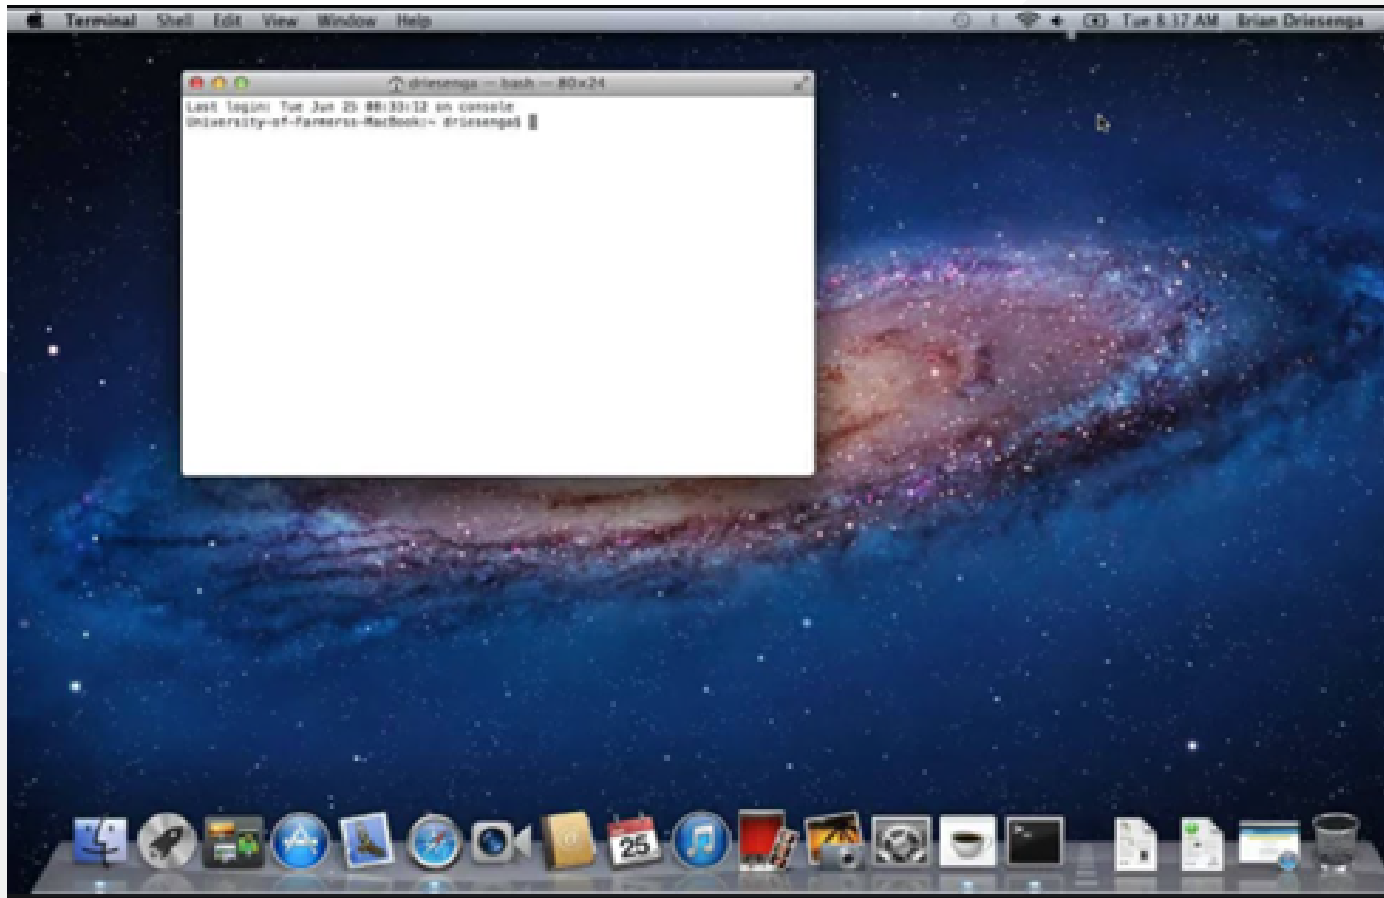 Terminal Shell Edit View Window Help Tue 8:37 AM Brian Driesenga
driesenga — bash — 80×24
Last login: Tue Jun 25 08:33:12 on console
University-of-Farmerss-MacBook:~ driesenga$
25